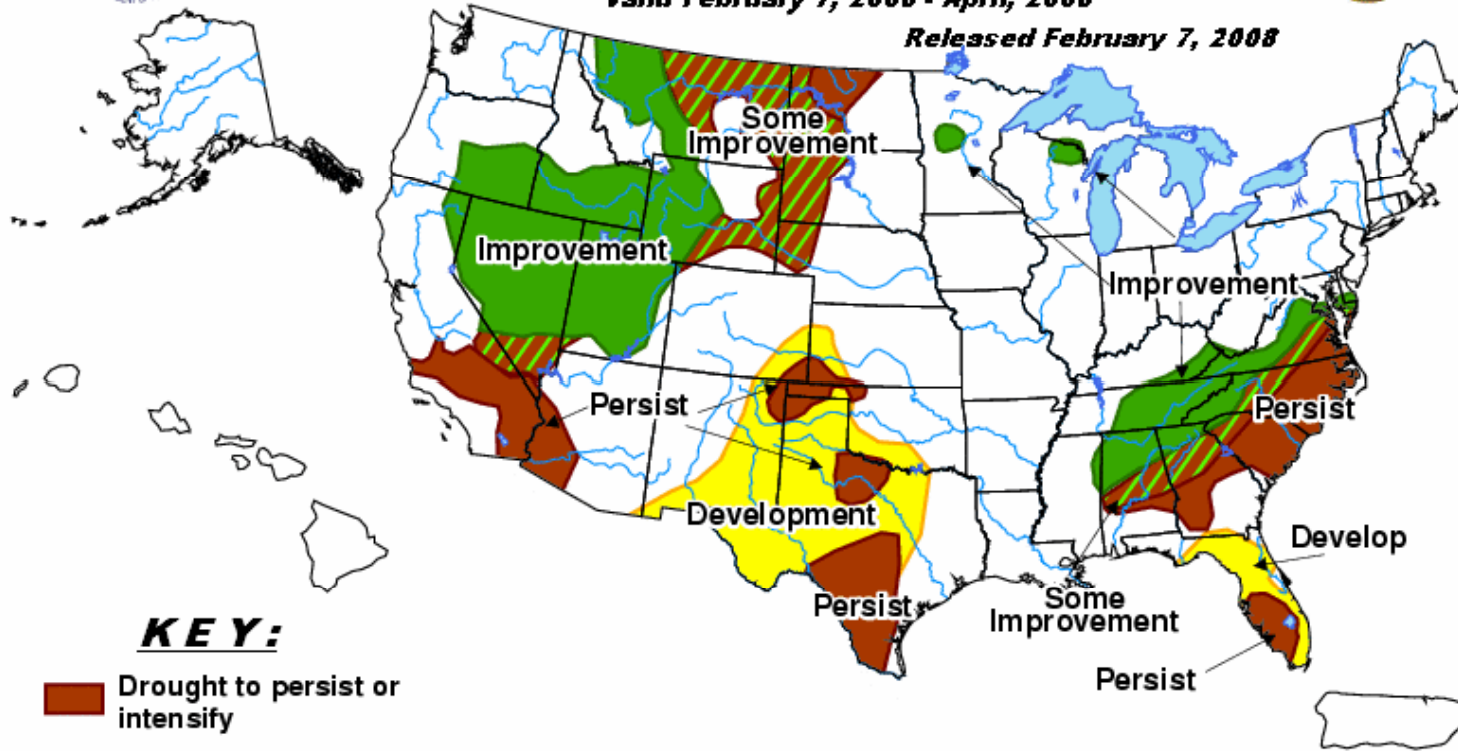 Released February 7, 2008
Some
Improvement
Improvement
Improvement
Persist
Persist
Development
Develop
Persist
Some
Improvement
Persist
KEY:
Drought to persist or
intensify